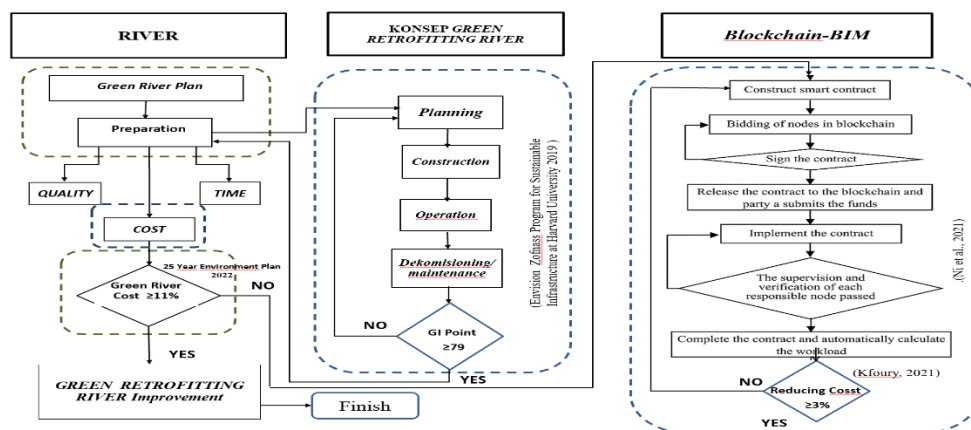 RIVER
Green River Plan
Preparation
QUALITY
TIME
COST
25 Year Environment Plan
2022
Green River
Cost ≥11%
NO
YES
GREEN RETROFITTING
RIVER Improvement
Finish
KONSEP GREEN
RETROFITTING RIVER
Planning
Construction
Operation
Dekomisioning/
maintenance
GI Point
≥79
NO
YES
(Envision Zofnass Program for Sustainable
Infrastructure at Harvard University 2019 )
Blockchain-BIM
Construct smart contract
Bidding of nodes in blockchain
Sign the contract
Release the contract to the blockchain and
party a submits the funds
Implement the contract
The supervision and
verification of each
responsible node passed
Complete the contract and automatically calculate
the workload
(Kfoury, 2021)
NO
Reducing Cosst
≥3%
YES
.(Ni et al., 2021)